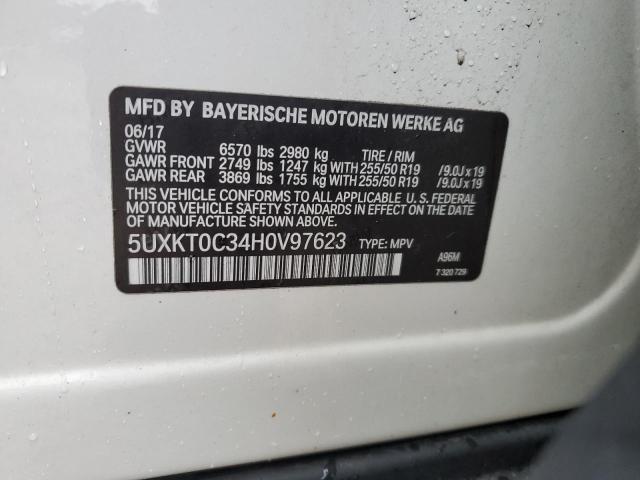 MFD BY BAYERISCHE MOTOREN WERKE AG
06/17
GVWR 6570 lbs 2980 kg TIRE / RIM
GAWR FRONT 2749 lbs 1247 kg WITH 255/50 R19 /9.0J x 19
GAWR REAR 3869 lbs 1755 kg WITH 255/50 R19 /9.0J x 19
THIS VEHICLE CONFORMS TO ALL APPLICABLE U. S. FEDERAL
MOTOR VEHICLE SAFETY STANDARDS IN EFFECT ON THE
DATE OF MANUFACTURE SHOWN ABOVE.
5UXKT0C34H0V97623 TYPE: MPV
A96M
7 320 729